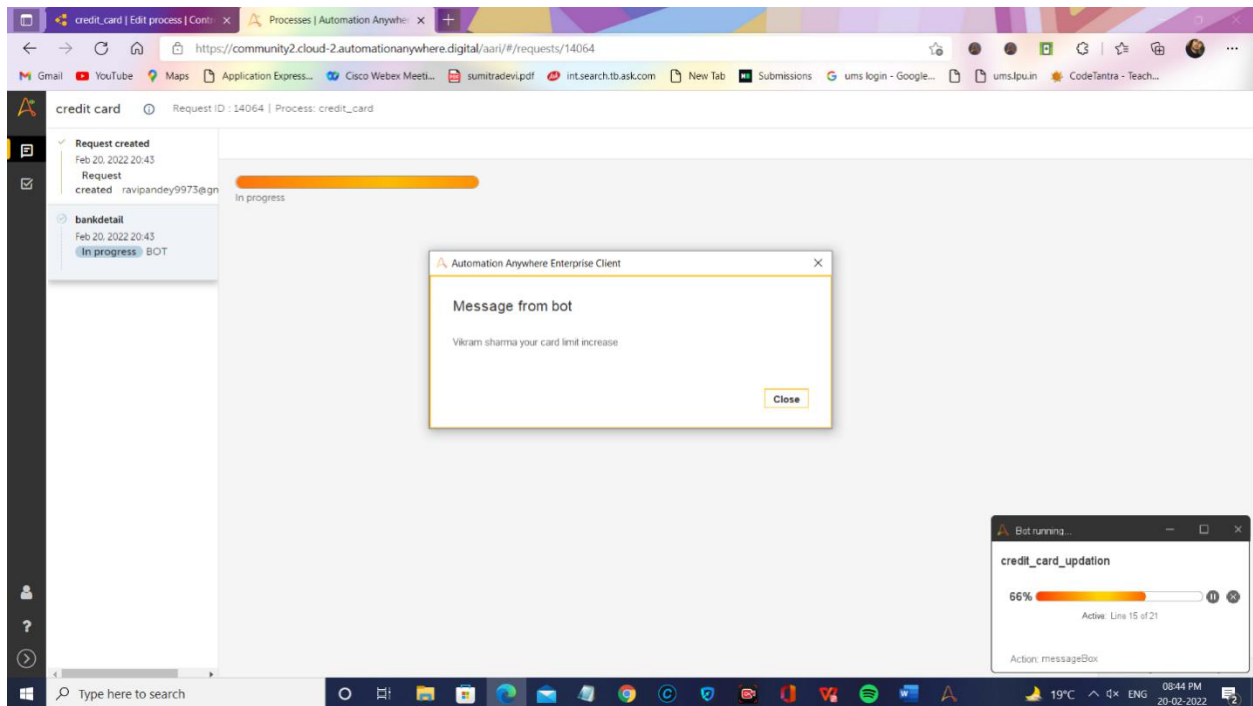 credit_card | Edit process | Contr
Processes | Automation Anywher
https://community2.cloud-2.automationanywhere.digital/aari/#/requests/14064
Gmail YouTube Maps Application Express... Cisco Webex Meeti... sumitradevi.pdf int.search.tb.ask.com New Tab Submissions ums login - Google... ums.lpu.in CodeTantra - Teach...
credit card Request ID : 14064 | Process: credit_card
Request created
Feb 20, 2022 20:43
Request
created ravipandey9973@gn
bankdetail
Feb 20, 2022 20:43
In progress BOT
In progress
Automation Anywhere Enterprise Client
Message from bot
Vikram sharma your card limit increase
Close
Bot running...
credit_card_updation
66%
Active: Line 15 of 21
Action: messageBox
Type here to search
19°C ENG 08:44 PM
20-02-2022
2